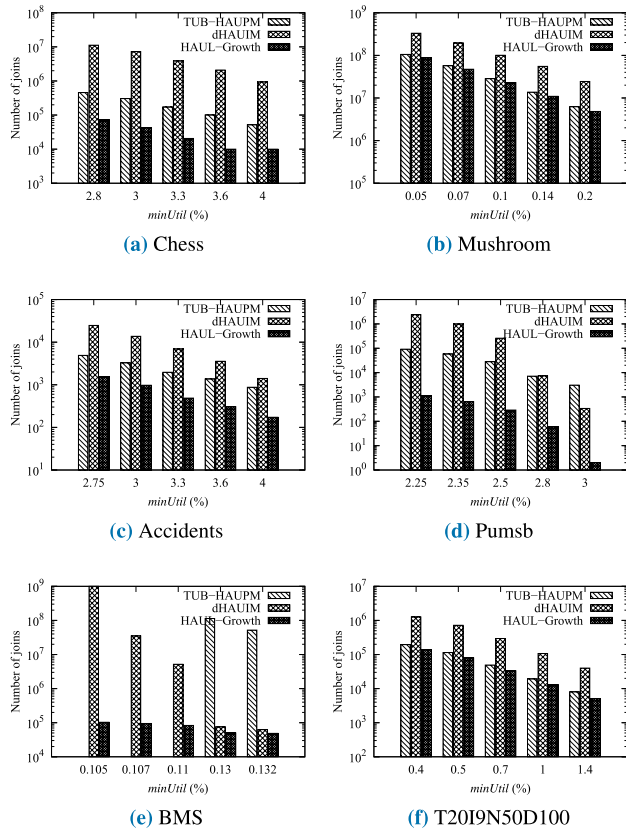 TUB-HAUPM
dHAUIM
HAUL-Growth
Number of joins
10^8
10^7
10^6
10^5
10^4
10^3
2.8 3 3.3 3.6 4
minUtil (%)
(a) Chess
TUB-HAUPM
dHAUIM
HAUL-Growth
Number of joins
10^9
10^8
10^7
10^6
10^5
0.05 0.07 0.1 0.14 0.2
minUtil (%)
(b) Mushroom
TUB-HAUPM
dHAUIM
HAUL-Growth
Number of joins
10^5
10^4
10^3
10^2
10^1
2.75 3 3.3 3.6 4
minUtil (%)
(c) Accidents
TUB-HAUPM
dHAUIM
HAUL-Growth
Number of joins
10^7
10^6
10^5
10^4
10^3
10^2
10^1
10^0
2.25 2.35 2.5 2.8 3
minUtil (%)
(d) Pumsb
TUB-HAUPM
dHAUIM
HAUL-Growth
Number of joins
10^9
10^8
10^7
10^6
10^5
10^4
0.105 0.107 0.11 0.13 0.132
minUtil (%)
(e) BMS
TUB-HAUPM
dHAUIM
HAUL-Growth
Number of joins
10^7
10^6
10^5
10^4
10^3
10^2
0.4 0.5 0.7 1 1.4
minUtil (%)
(f) T20I9N50D100